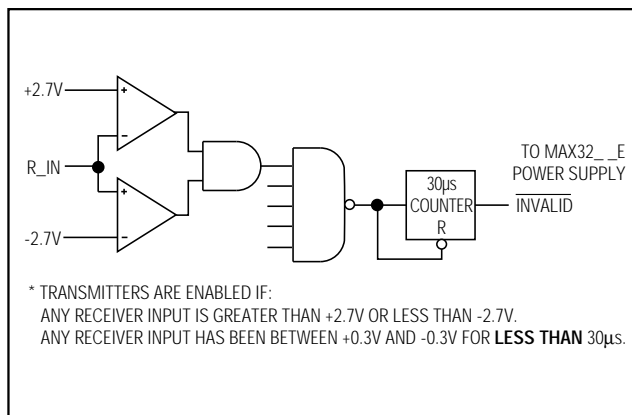 +2.7V
+
-
R_IN
+
-
-2.7V
30μs
COUNTER
R
TO MAX32_ _E
POWER SUPPLY
INVALID
* TRANSMITTERS ARE ENABLED IF:
ANY RECEIVER INPUT IS GREATER THAN +2.7V OR LESS THAN -2.7V.
ANY RECEIVER INPUT HAS BEEN BETWEEN +0.3V AND -0.3V FOR LESS THAN 30μs.